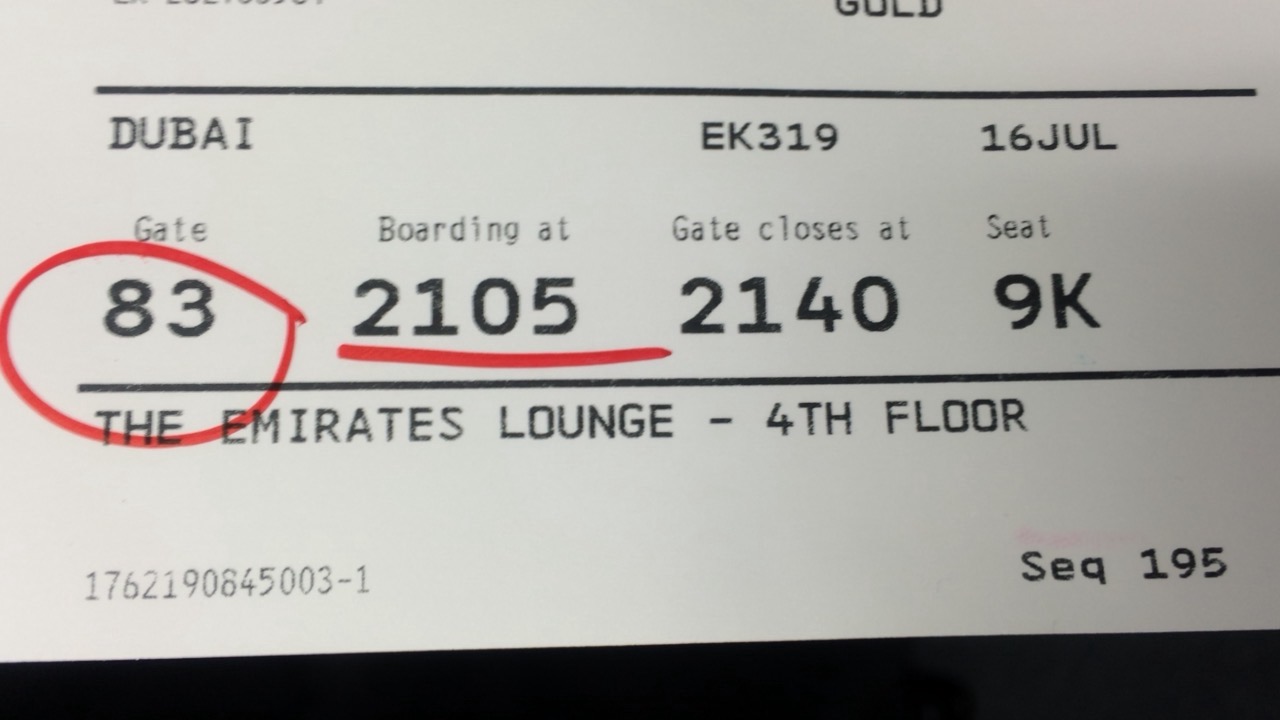 GOLD
DUBAI EK319 16JUL
Gate Boarding at Gate closes at Seat
83 2105 2140 9K
THE EMIRATES LOUNGE - 4TH FLOOR
1762190845003-1 Seq 195